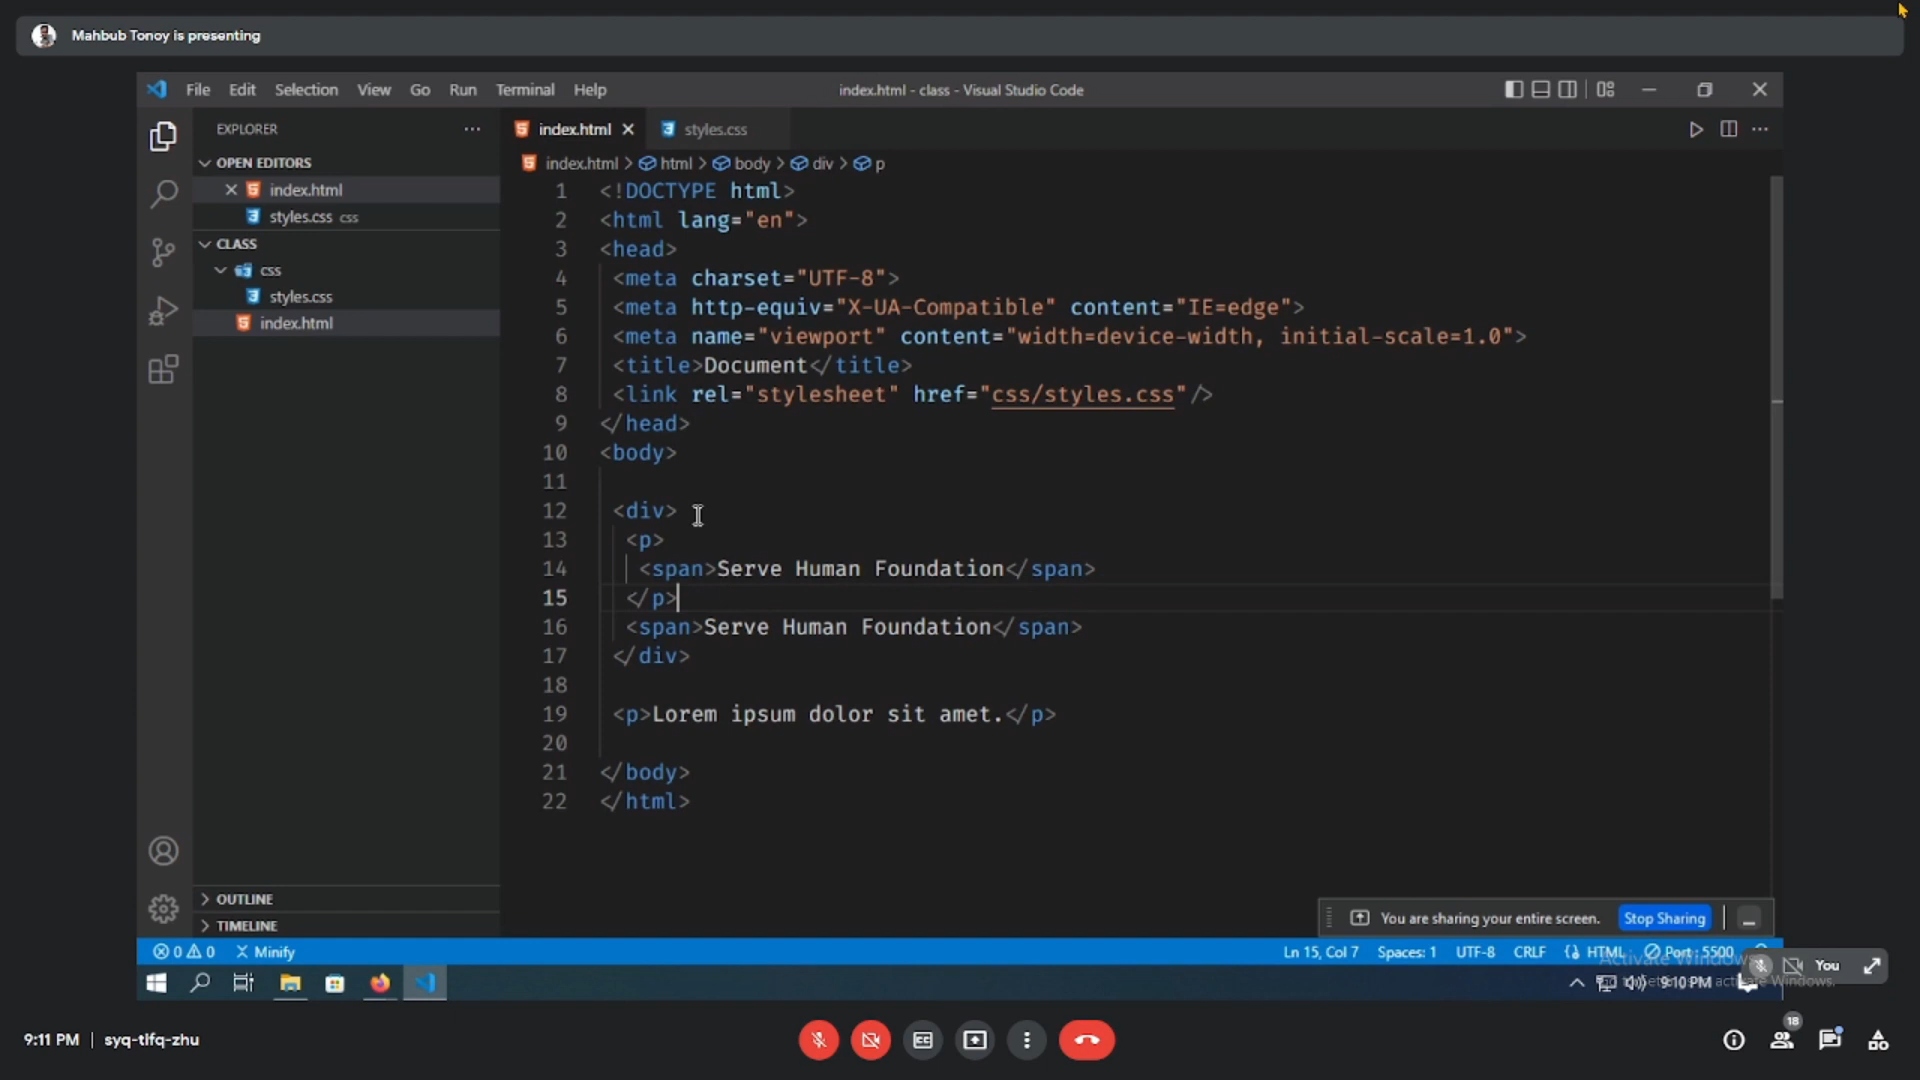 Mahbub Tonoy is presenting
File Edit Selection View Go Run Terminal Help index.html - class - Visual Studio Code
EXPLORER
index.html styles.css
OPEN EDITORS
index.html
styles.css css
CLASS
css
styles.css
index.html
OUTLINE
TIMELINE
index.html > html > body > div > p
1 <!DOCTYPE html>
2 <html lang="en">
3 <head>
4 <meta charset="UTF-8">
5 <meta http-equiv="X-UA-Compatible" content="IE=edge">
6 <meta name="viewport" content="width=device-width, initial-scale=1.0">
7 <title>Document</title>
8 <link rel="stylesheet" href="css/styles.css"/>
9 </head>
10 <body>
11
12 <div>
13 <p>
14 <span>Serve Human Foundation</span>
15 </p>
16 <span>Serve Human Foundation</span>
17 </div>
18
19 <p>Lorem ipsum dolor sit amet.</p>
20
21 </body>
22 </html>
You are sharing your entire screen. Stop Sharing
0 0 Minify Ln 15, Col 7 Spaces: 1 UTF-8 CRLF HTML Port : 5500
Activate Windows
You
9:10 PM
activate Windows.
9:11 PM | syq-tifq-zhu
CC
18